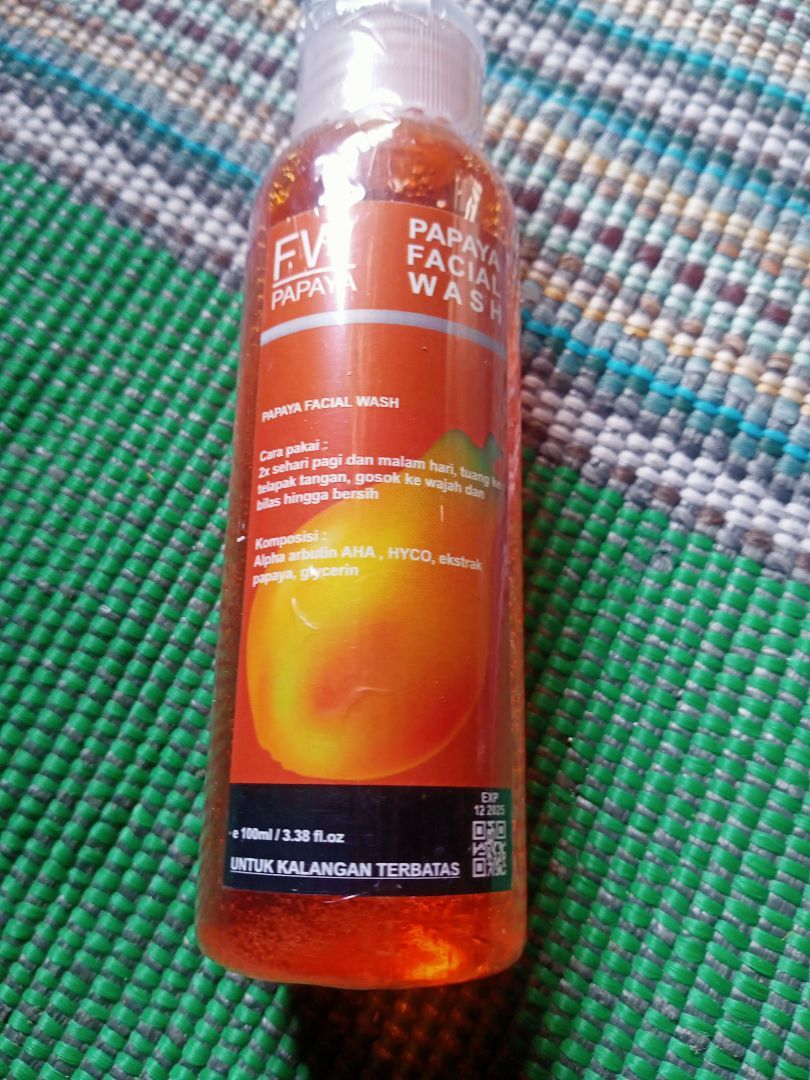 F.W
PAPAYA
PAPAYA
FACIAL
WASH
PAPAYA FACIAL WASH
Cara pakai :
2x sehari pagi dan malam hari, tuang ke
telapak tangan, gosok ke wajah dan
bilas hingga bersih
Komposisi :
Alpha arbutin AHA , HYCO, ekstrak
papaya, glycerin
EXP
12 2025
e 100ml / 3.38 fl.oz
UNTUK KALANGAN TERBATAS